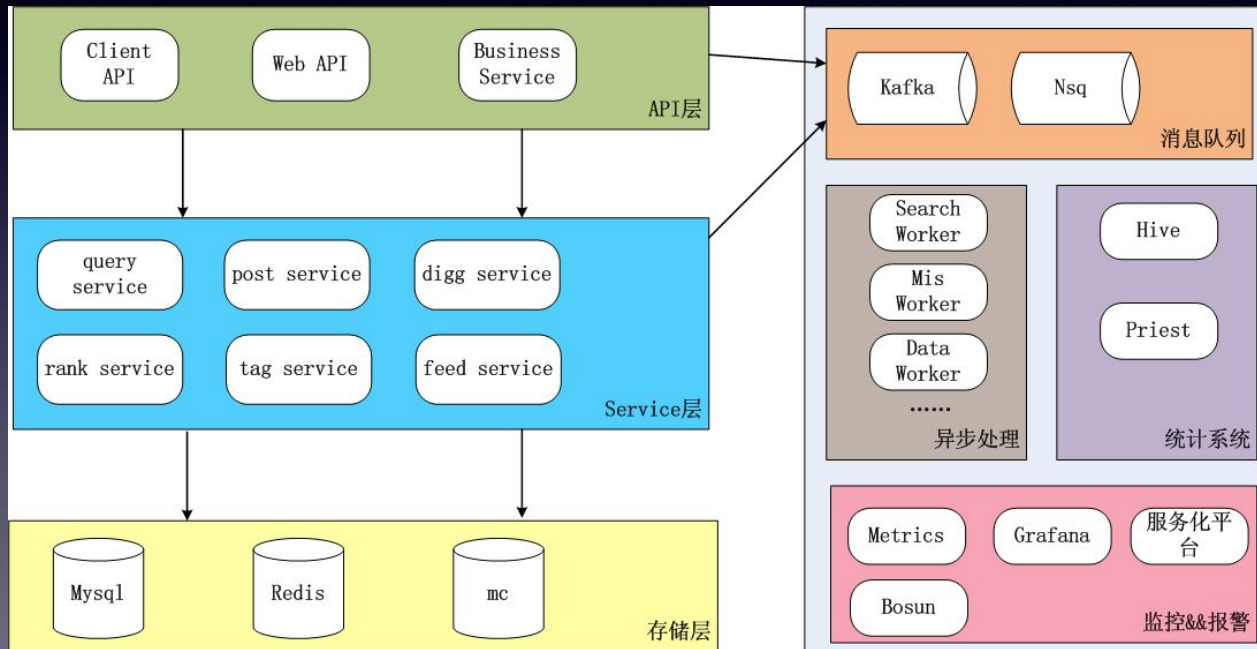 Client
API
Web API
Business
Service
API层
query
service
post service
digg service
rank service
tag service
feed service
Service层
Mysql
Redis
mc
存储层
Kafka
Nsq
消息队列
Search
Worker
Mis
Worker
Data
Worker
……
异步处理
Hive
Priest
统计系统
Metrics
Grafana
服务化平
台
Bosun
监控&&报警